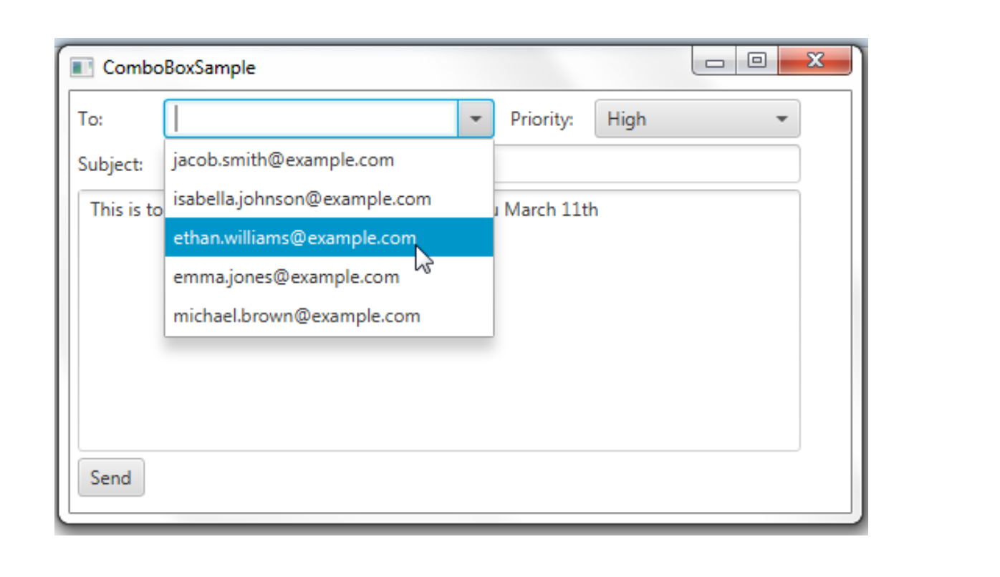 ComboBoxSample
To: Priority: High
Subject:
jacob.smith@example.com
isabella.johnson@example.com
This is to March 11th
ethan.williams@example.com
emma.jones@example.com
michael.brown@example.com
Send